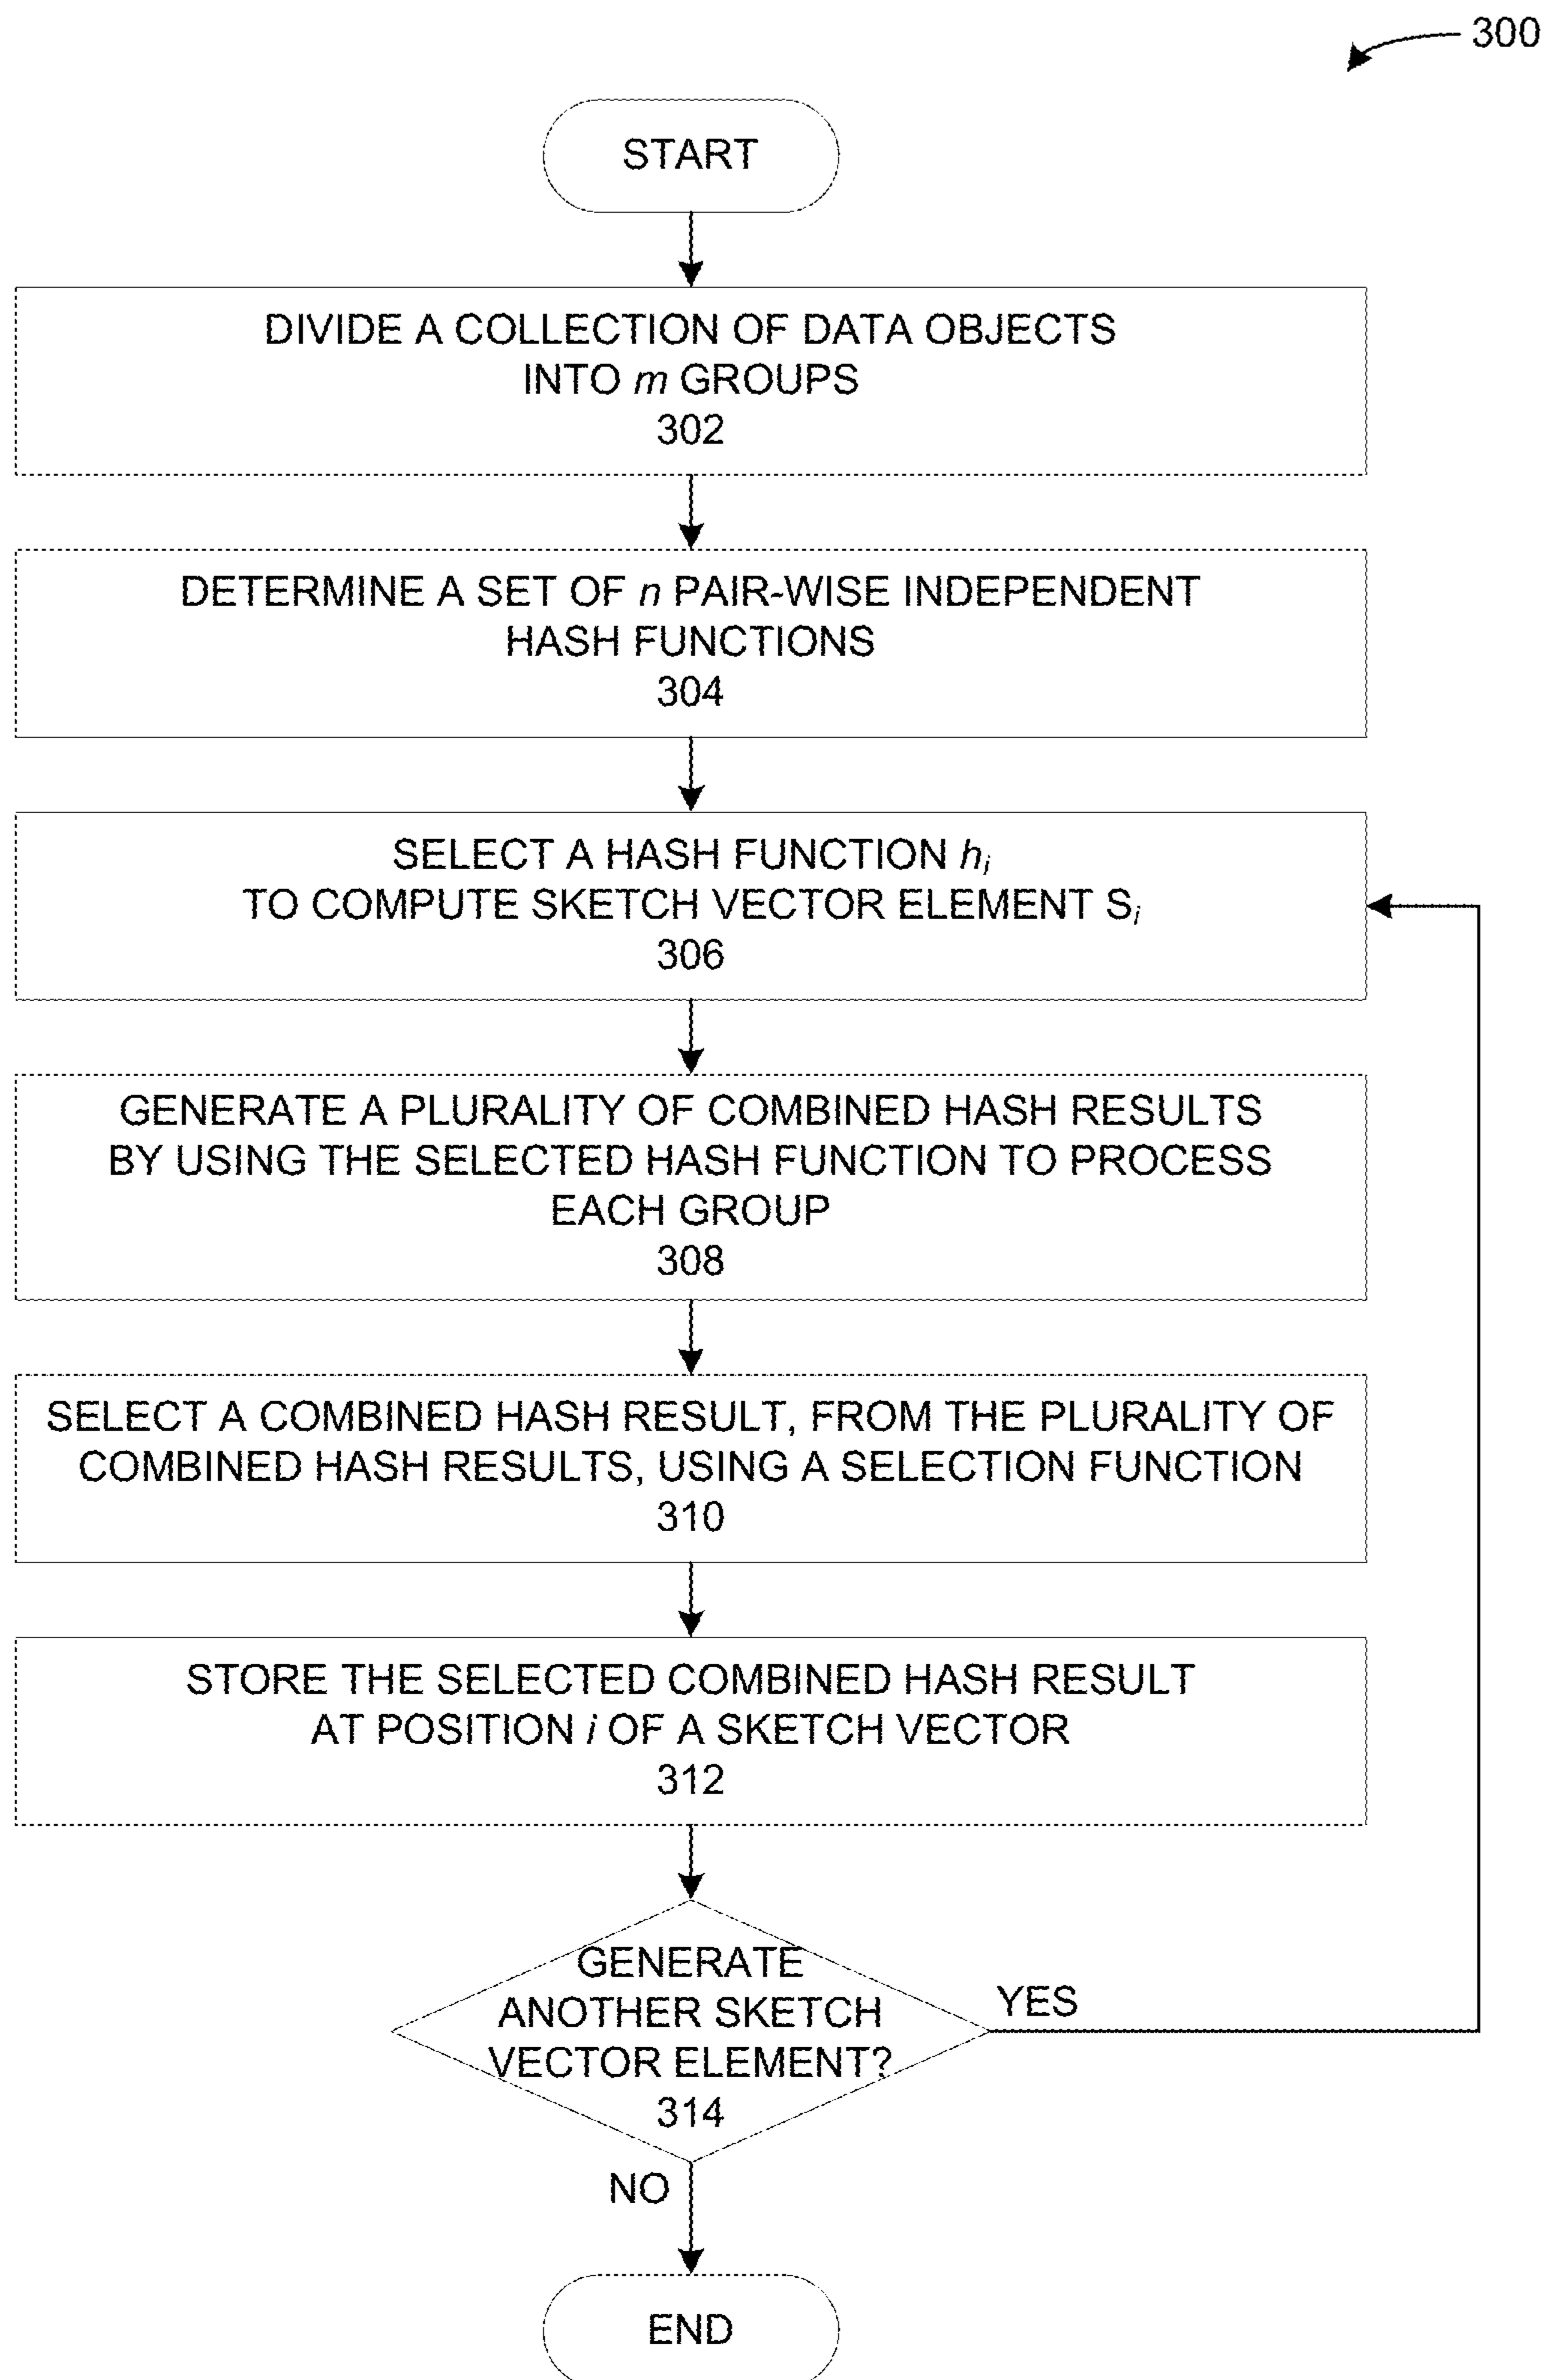 300
START
DIVIDE A COLLECTION OF DATA OBJECTS
INTO m GROUPS
302
DETERMINE A SET OF n PAIR-WISE INDEPENDENT
HASH FUNCTIONS
304
SELECT A HASH FUNCTION hi
TO COMPUTE SKETCH VECTOR ELEMENT Si
306
GENERATE A PLURALITY OF COMBINED HASH RESULTS
BY USING THE SELECTED HASH FUNCTION TO PROCESS
EACH GROUP
308
SELECT A COMBINED HASH RESULT, FROM THE PLURALITY OF
COMBINED HASH RESULTS, USING A SELECTION FUNCTION
310
STORE THE SELECTED COMBINED HASH RESULT
AT POSITION i OF A SKETCH VECTOR
312
GENERATE
ANOTHER SKETCH
VECTOR ELEMENT?
314
YES
NO
END